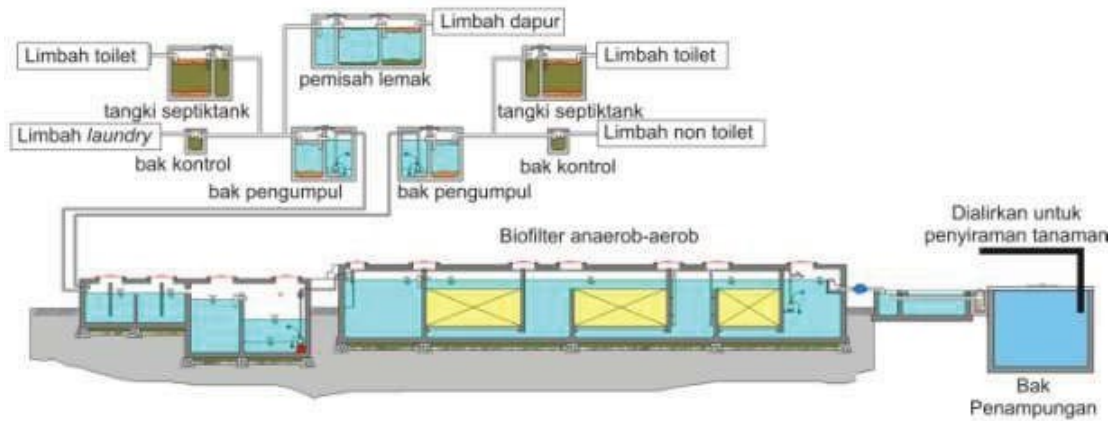 Limbah dapur
Limbah toilet
pemisah lemak
Limbah toilet
tangki septiktank
tangki septiktank
Limbah laundry
bak kontrol
bak pengumpul
bak pengumpul
bak kontrol
Limbah non toilet
Biofilter anaerob-aerob
Dialirkan untuk
penyiraman tanaman
Bak
Penampungan